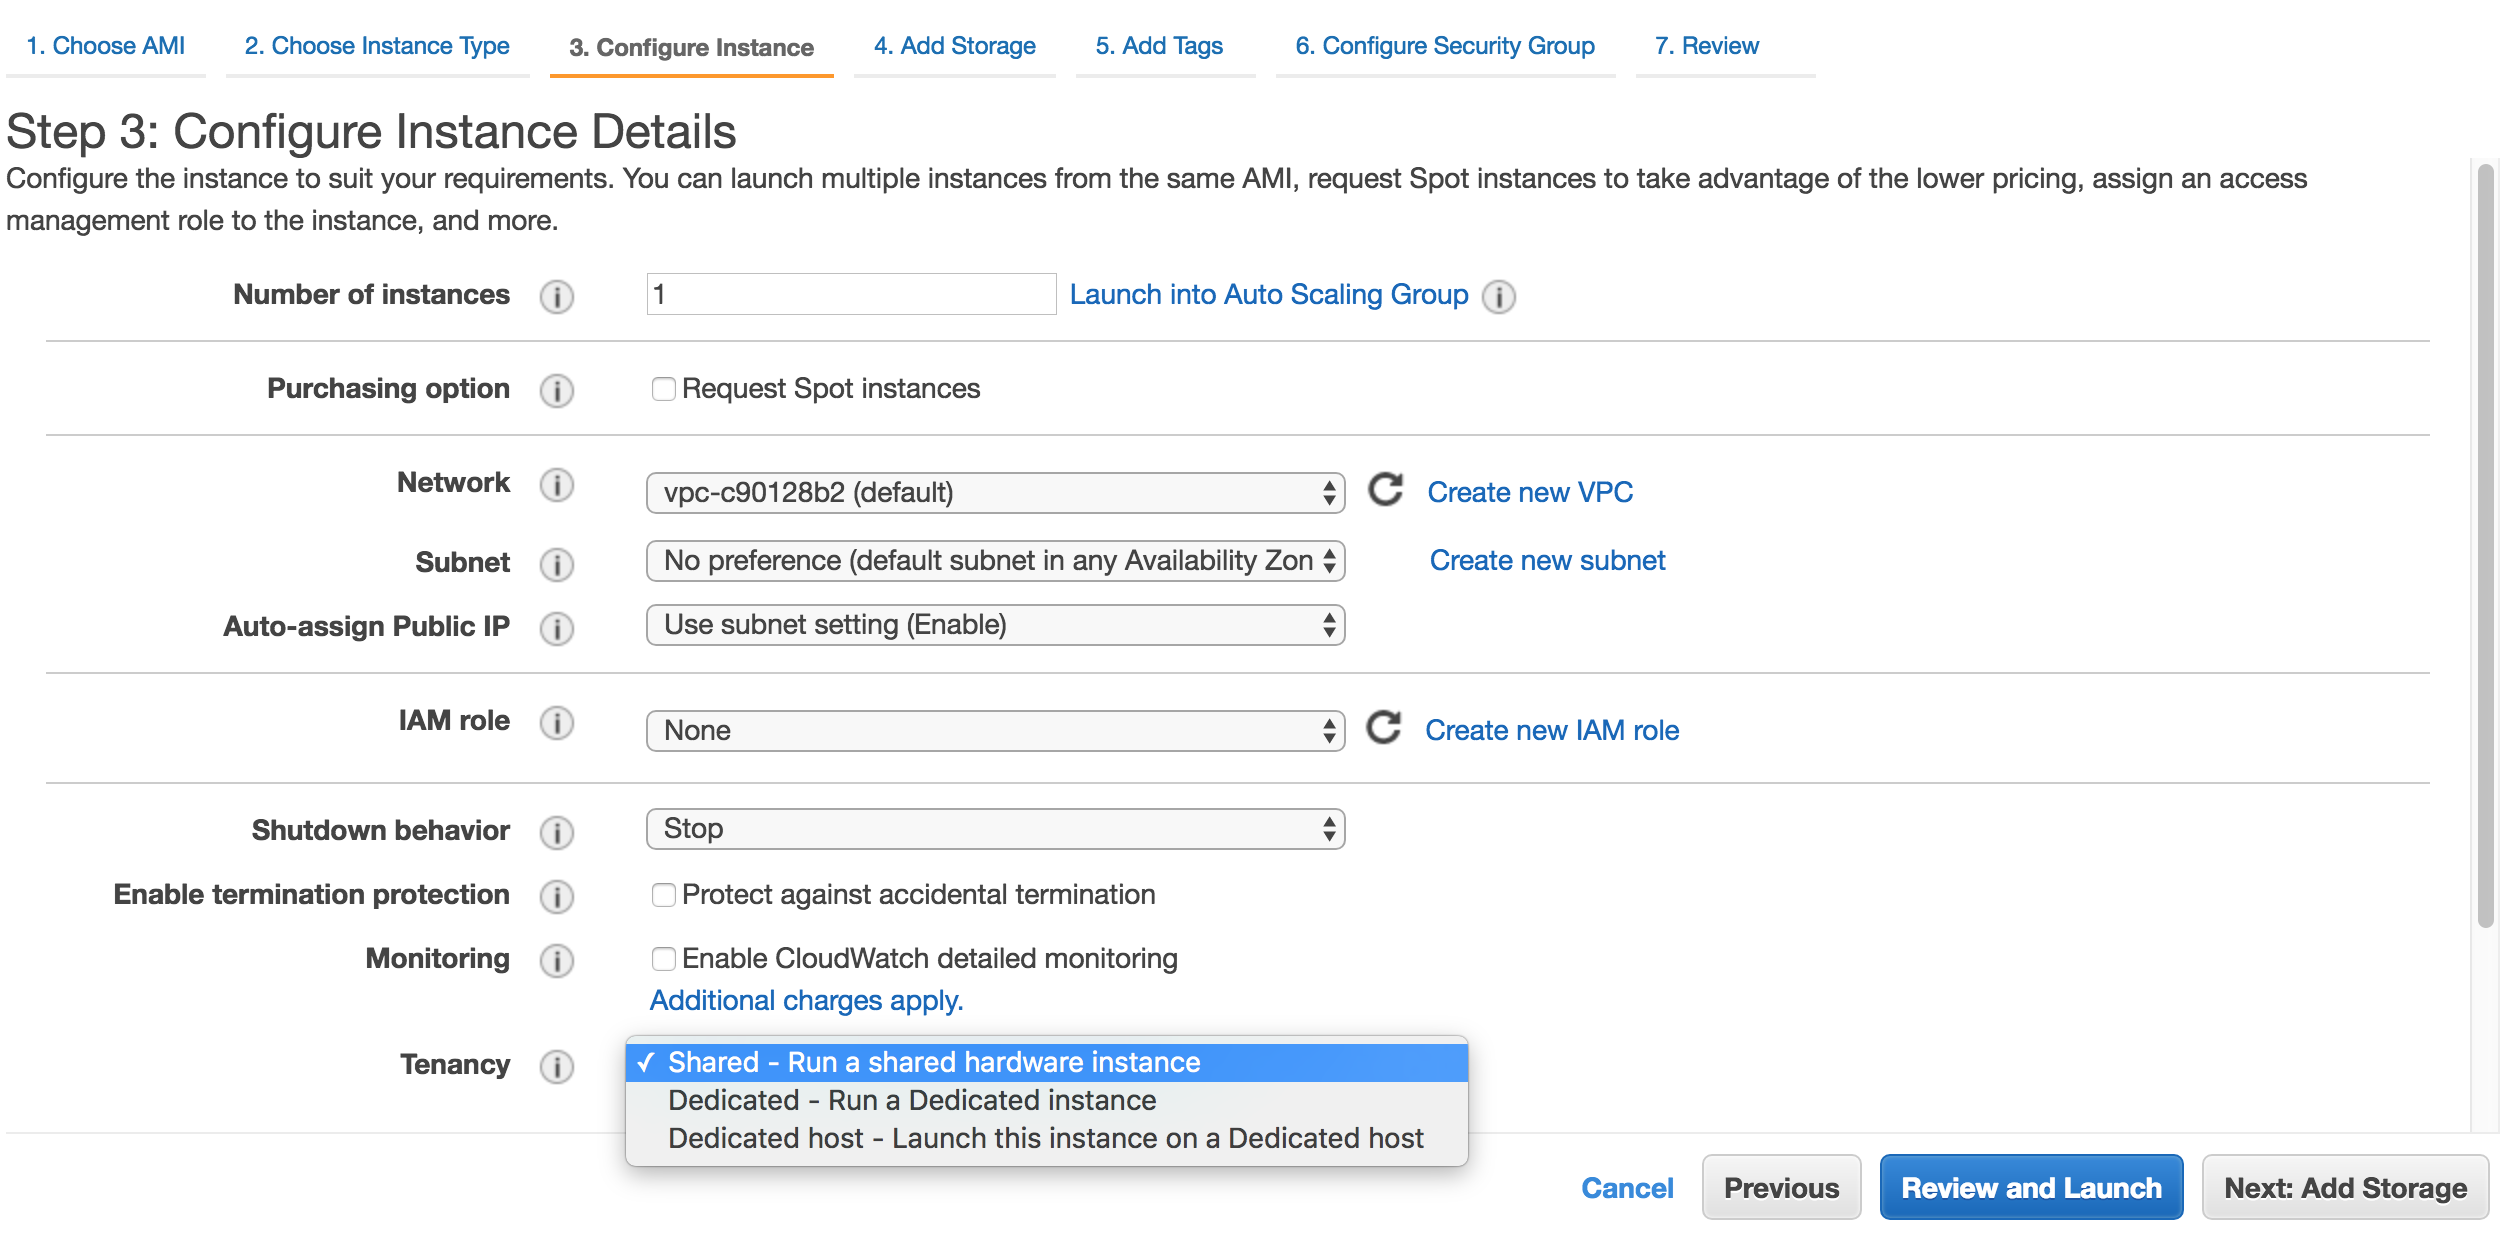 1. Choose AMI 2. Choose Instance Type 3. Configure Instance 4. Add Storage 5. Add Tags 6. Configure Security Group 7. Review
Step 3: Configure Instance Details
Configure the instance to suit your requirements. You can launch multiple instances from the same AMI, request Spot instances to take advantage of the lower pricing, assign an access
management role to the instance, and more.
Number of instances i 1 Launch into Auto Scaling Group i
Purchasing option i Request Spot instances
Network i vpc-c90128b2 (default) Create new VPC
Subnet i No preference (default subnet in any Availability Zon Create new subnet
Auto-assign Public IP i Use subnet setting (Enable)
IAM role i None Create new IAM role
Shutdown behavior i Stop
Enable termination protection i Protect against accidental termination
Monitoring i Enable CloudWatch detailed monitoring
Additional charges apply.
Tenancy i ✓ Shared - Run a shared hardware instance
Dedicated - Run a Dedicated instance
Dedicated host - Launch this instance on a Dedicated host
Cancel Previous Review and Launch Next: Add Storage